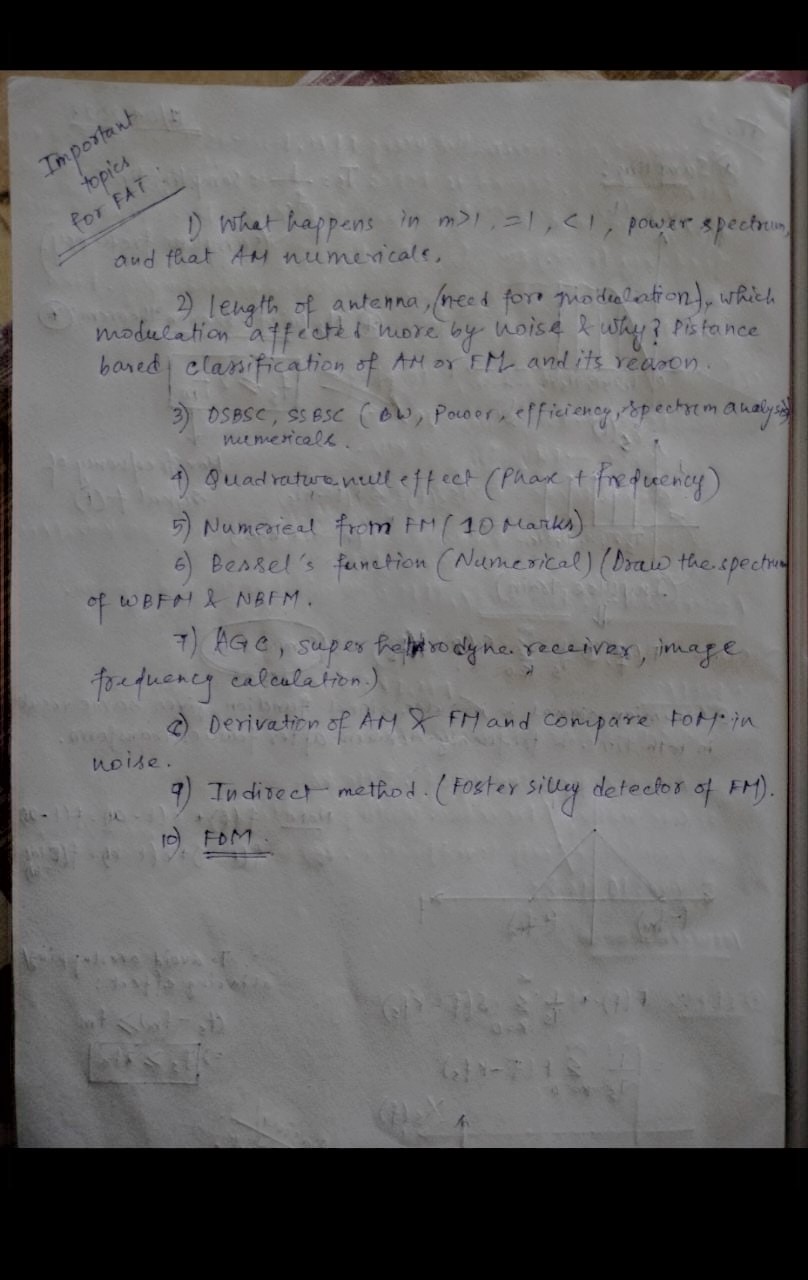 Important
topics
for FAT.
1) What happens in m>1, =1, <1, power spectrum,
and that AM numericals.
2) length of antenna, (need for modulation), which
modulation affected more by noise & why? Distance
based classification of AM or FM and its reason.
3) DSBSC, SSBSC (BW, Power, efficiency, spectrum analysis)
numericals.
4) Quadrature null effect (Phase + frequency)
5) Numerical from FM (10 Marks)
6) Bessel's function (Numerical) (Draw the spectrum
of WBFM & NBFM.
7) AGC, super hetrodyne receiver, image
frequency calculation.)
8) Derivation of AM & FM and compare FOM in
noise.
9) Indirect method. (Foster silley detector of FM).
10) FDM.